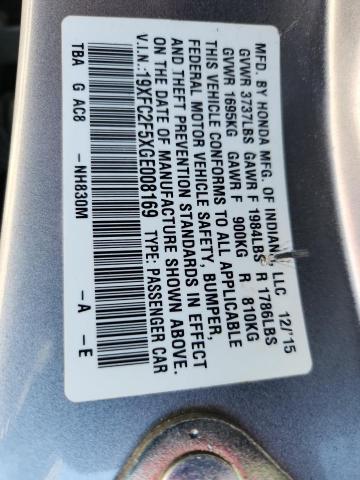 MFD. BY HONDA MFG. OF INDIANA, LLC 12/'15
GVWR 3737LBS GAWR F 1984LBS R 1786LBS
GVWR 1695KG GAWR F 900KG R 810KG
THIS VEHICLE CONFORMS TO ALL APPLICABLE
FEDERAL MOTOR VEHICLE SAFETY, BUMPER,
AND THEFT PREVENTION STANDARDS IN EFFECT
ON THE DATE OF MANUFACTURE SHOWN ABOVE.
V.I.N.: 19XFC2F5XGE008169 TYPE: PASSENGER CAR
TBA G AC8 -NH830M -A -E